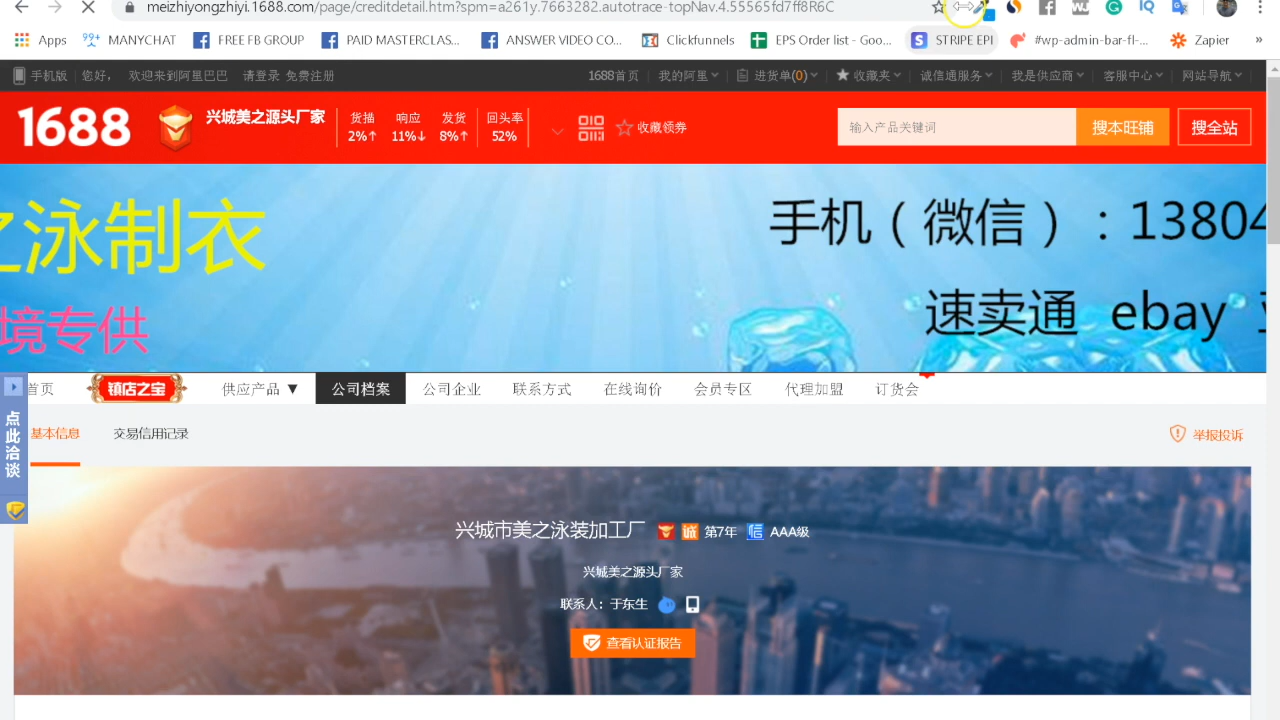 meizhiyongzhiyi.1688.com/page/creditdetail.htm?spm=a261y.7663282.autotrace-topNav.4.55565fd7ff8R6C
Apps MANYCHAT FREE FB GROUP PAID MASTERCLAS... ANSWER VIDEO CO... Clickfunnels EPS Order list - Goo... STRIPE EPI #wp-admin-bar-fl-... Zapier »
手机版 您好， 欢迎来到阿里巴巴 请登录 免费注册 1688首页 我的阿里 进货单(0) 收藏夹 诚信通服务 我是供应商 客服中心 网站导航
1688 兴城美之源头厂家 货描 响应 发货 回头率 收藏领券 输入产品关键词 搜本旺铺 搜全站
2%↑ 11%↓ 8%↑ 52%
之泳制衣 手机（微信）：13804
境专供 速卖通 ebay
首页 镇店之宝 供应产品 ▼ 公司档案 公司企业 联系方式 在线询价 会员专区 代理加盟 订货会
点此洽谈
基本信息 交易信用记录 举报投诉
兴城市美之泳装加工厂 诚 第7年 信 AAA级
兴城美之源头厂家
联系人：于东生
查看认证报告